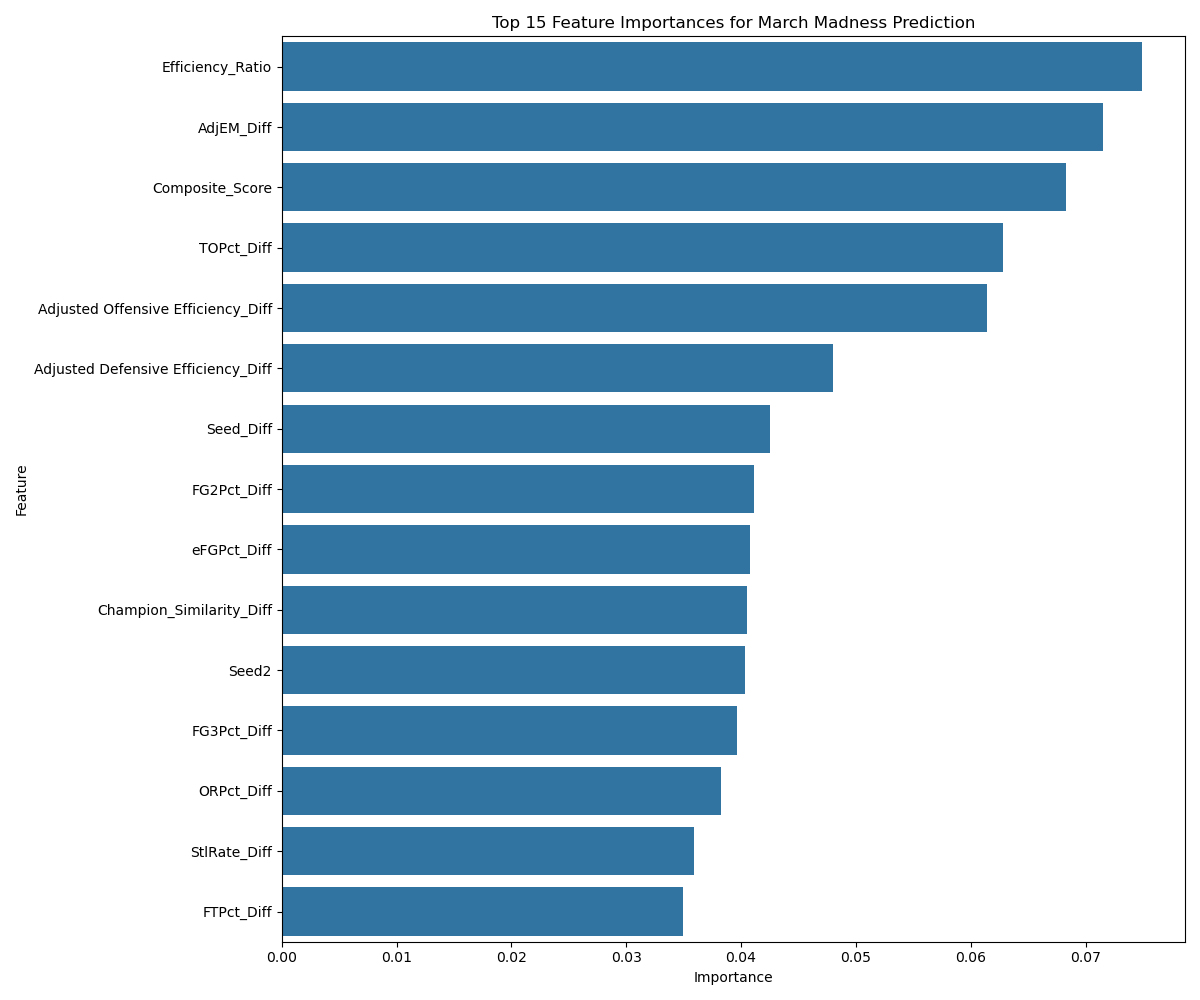 Top 15 Feature Importances for March Madness Prediction
Efficiency_Ratio
AdjEM_Diff
Composite_Score
TOPct_Diff
Adjusted Offensive Efficiency_Diff
Adjusted Defensive Efficiency_Diff
Seed_Diff
FG2Pct_Diff
eFGPct_Diff
Champion_Similarity_Diff
Seed2
FG3Pct_Diff
ORPct_Diff
StlRate_Diff
FTPct_Diff
Feature
0.00 0.01 0.02 0.03 0.04 0.05 0.06 0.07
Importance